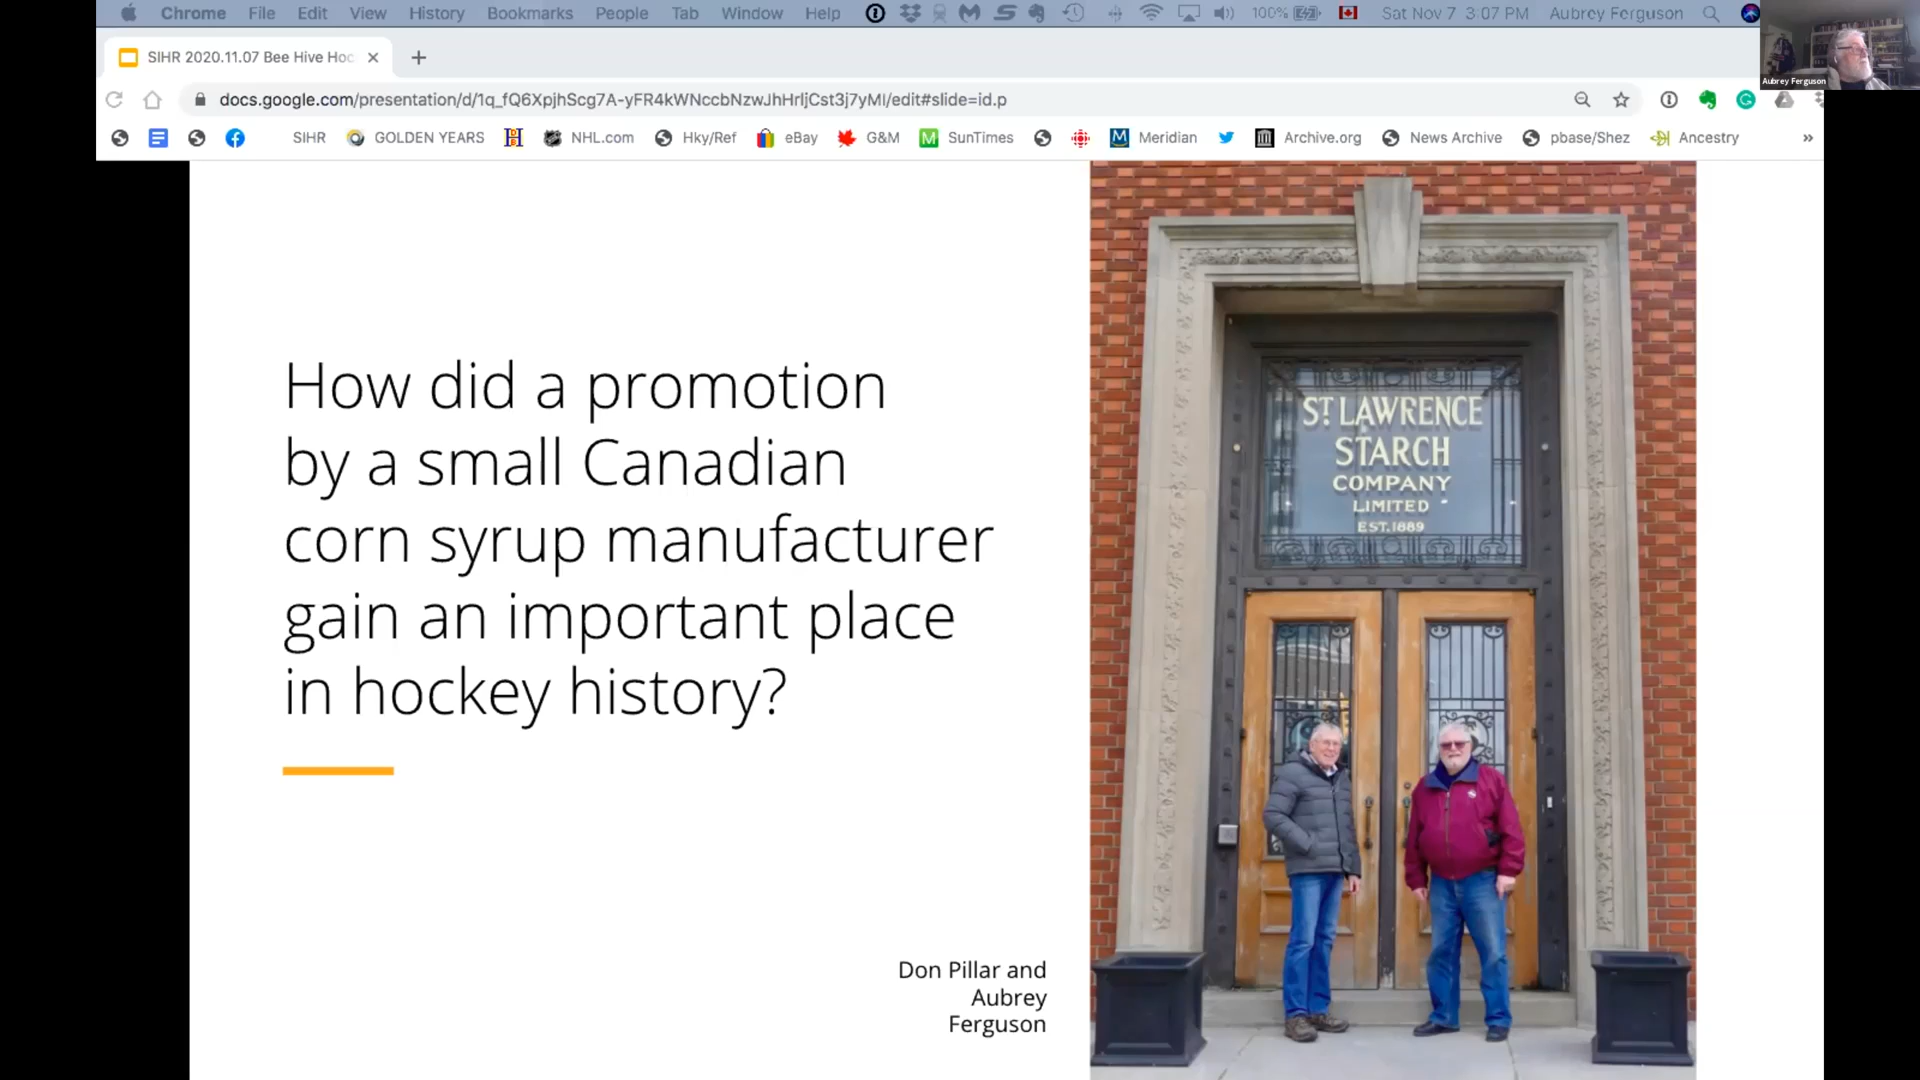 Chrome File Edit View History Bookmarks People Tab Window Help 100% Sat Nov 7 3:07 PM Aubrey Ferguson
SIHR 2020.11.07 Bee Hive Hoc
docs.google.com/presentation/d/1q_fQ6XpjhScg7A-yFR4kWNccbNzwJhHrljCst3j7yMI/edit#slide=id.p
SIHR GOLDEN YEARS NHL.com Hky/Ref eBay G&M SunTimes Meridian Archive.org News Archive pbase/Shez Ancestry »
Aubrey Ferguson
How did a promotion
by a small Canadian
corn syrup manufacturer
gain an important place
in hockey history?
Don Pillar and
Aubrey
Ferguson
ST. LAWRENCE
STARCH
COMPANY
LIMITED
EST. 1889